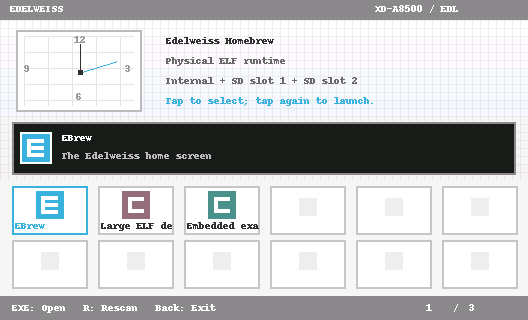 EDELWEISS XD-A8500 / EDL
12
9 3
6
Edelweiss Homebrew
Physical ELF runtime
Internal + SD slot 1 + SD slot 2
Tap to select; tap again to launch.
E EBrew
The Edelweiss home screen
E C C
EBrew Large ELF de Embedded exa
EXE: Open R: Rescan Back: Exit 1 / 3